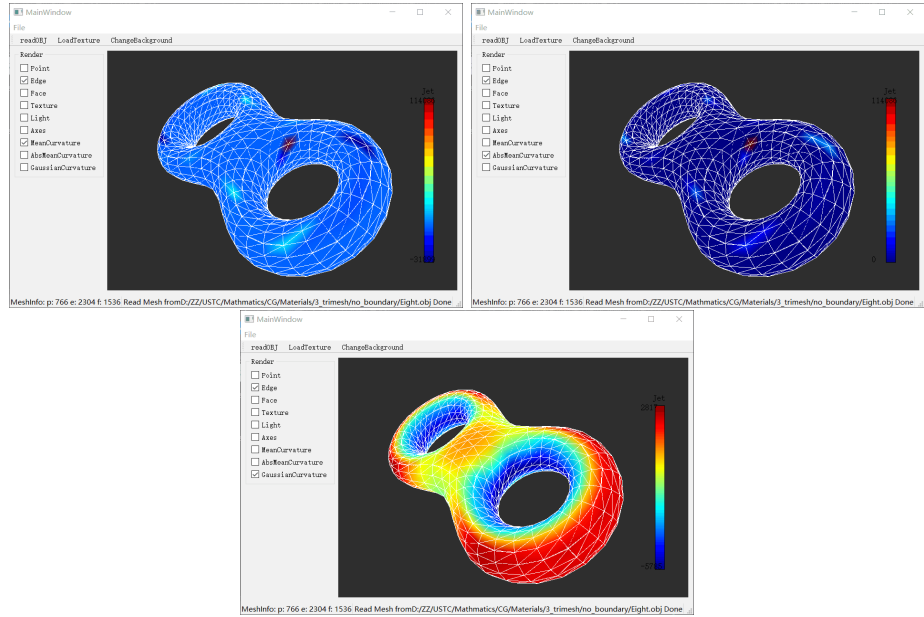 MainWindow
File
readOBJ LoadTexture ChangeBackground
Render
Point
Edge
Face
Texture
Light
Axes
MeanCurvature
AbsMeanCurvature
GaussianCurvature
Jet
MeshInfo: p: 766 e: 2304 f: 1536 Read Mesh fromD:/ZZ/USTC/Mathmatics/CG/Materials/3_trimesh/no_boundary/Eight.obj Done
MainWindow
File
readOBJ LoadTexture ChangeBackground
Render
Point
Edge
Face
Texture
Light
Axes
MeanCurvature
AbsMeanCurvature
GaussianCurvature
Jet
0
MeshInfo: p: 766 e: 2304 f: 1536 Read Mesh fromD:/ZZ/USTC/Mathmatics/CG/Materials/3_trimesh/no_boundary/Eight.obj Done
MainWindow
File
readOBJ LoadTexture ChangeBackground
Render
Point
Edge
Face
Texture
Light
Axes
MeanCurvature
AbsMeanCurvature
GaussianCurvature
Jet
MeshInfo: p: 766 e: 2304 f: 1536 Read Mesh fromD:/ZZ/USTC/Mathmatics/CG/Materials/3_trimesh/no_boundary/Eight.obj Done